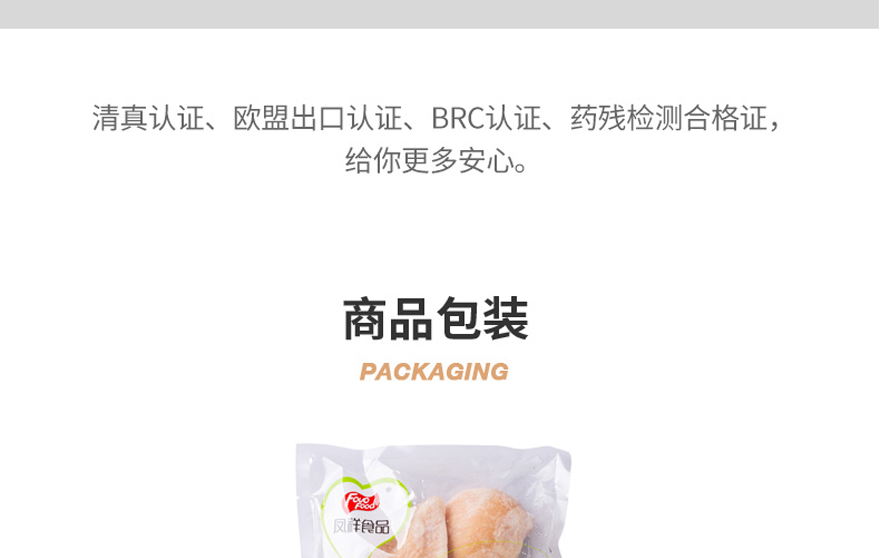 清真认证、欧盟出口认证、BRC认证、药残检测合格证，
给你更多安心。
商品包装
PACKAGING
Fovo
Food
凤祥食品